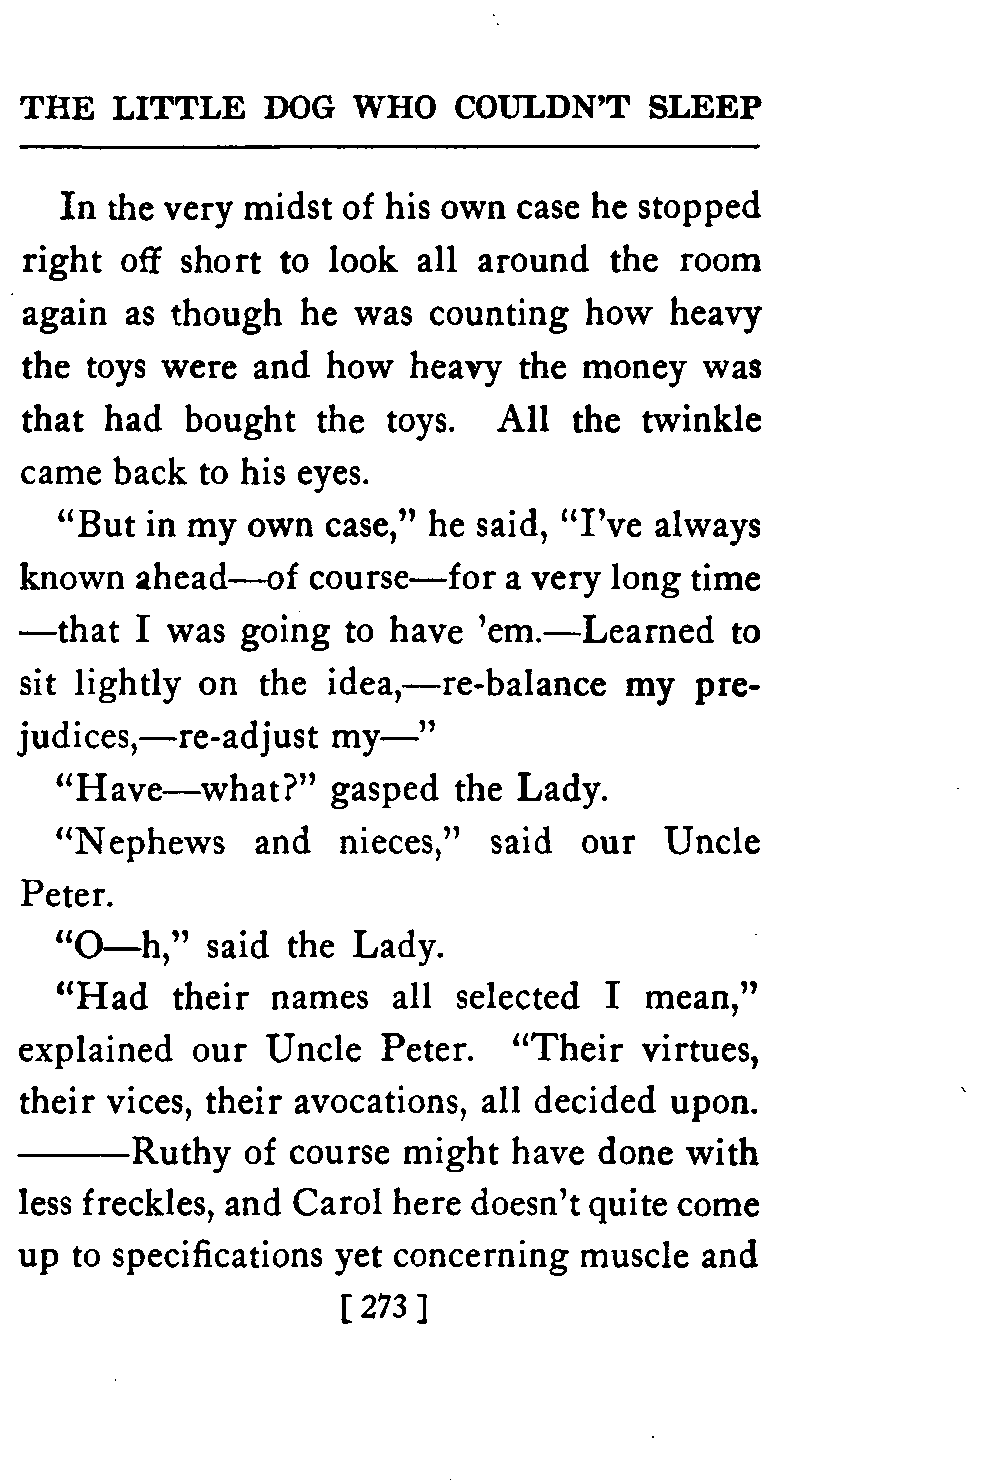 THE LITTLE DOG WHO COULDN'T SLEEP
In the very midst of his own case he stopped
right off short to look all around the room
again as though he was counting how heavy
the toys were and how heavy the money was
that had bought the toys. All the twinkle
came back to his eyes.
"But in my own case," he said, "I've always
known ahead—of course—for a very long time
—that I was going to have 'em.—Learned to
sit lightly on the idea,—re-balance my pre-
judices,—re-adjust my—"
"Have—what?" gasped the Lady.
"Nephews and nieces," said our Uncle
Peter.
"O—h," said the Lady.
"Had their names all selected I mean,"
explained our Uncle Peter. "Their virtues,
their vices, their avocations, all decided upon.
———Ruthy of course might have done with
less freckles, and Carol here doesn't quite come
up to specifications yet concerning muscle and
[ 273 ]